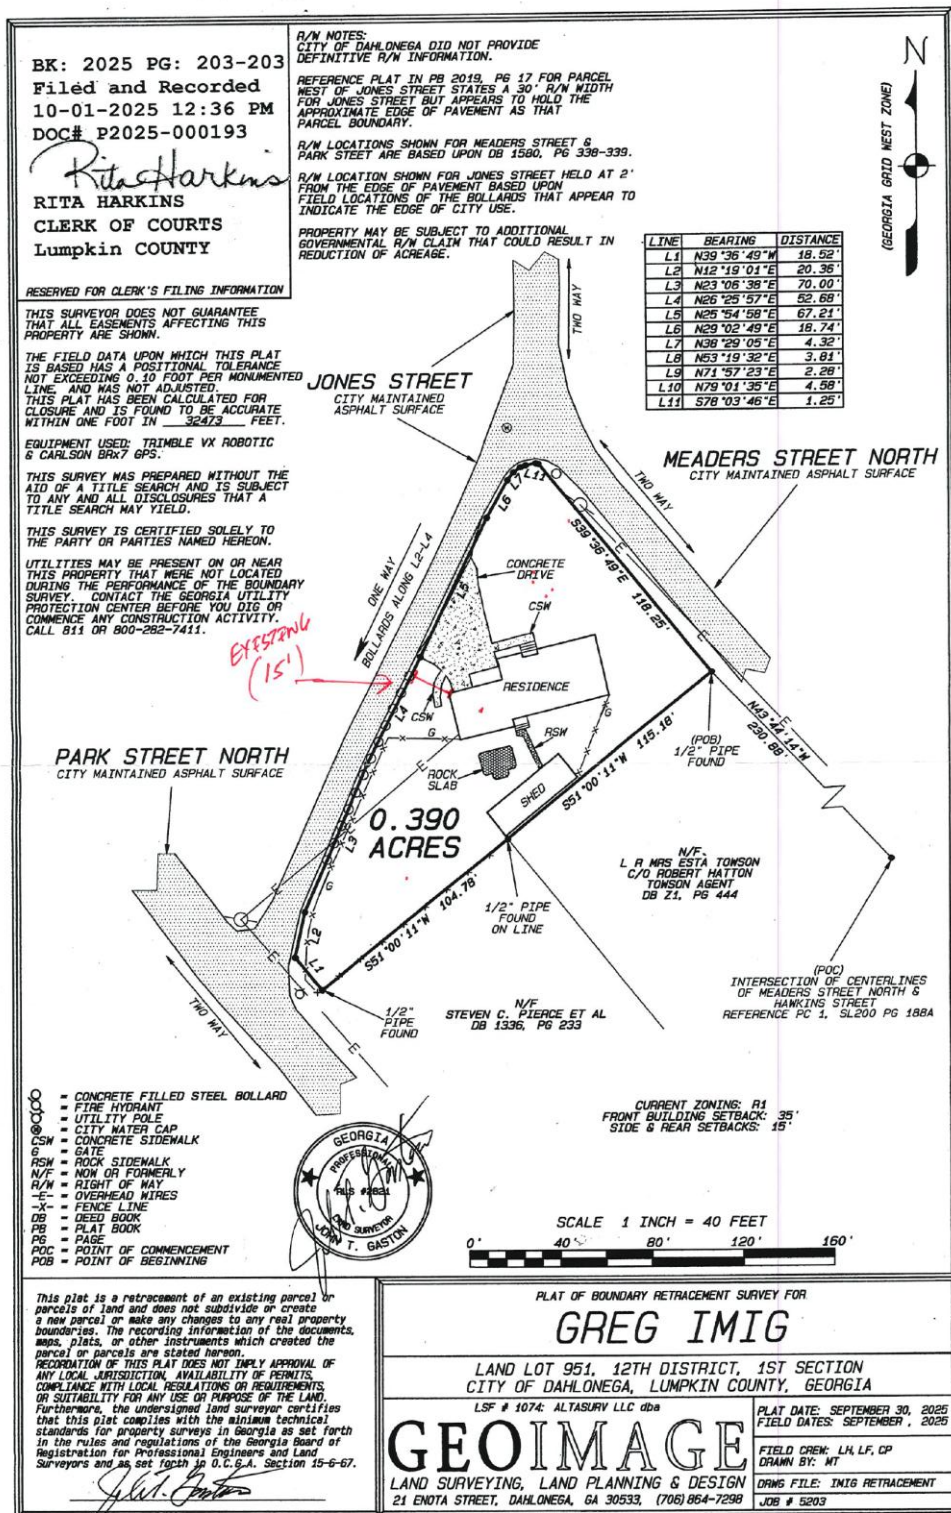 BK: 2025 PG: 203-203
Filed and Recorded
10-01-2025 12:36 PM
DOC# P2025-000193
Rita Harkins
RITA HARKINS
CLERK OF COURTS
Lumpkin COUNTY
RESERVED FOR CLERK'S FILING INFORMATION
R/W NOTES:
CITY OF DAHLONEGA DID NOT PROVIDE
DEFINITIVE R/W INFORMATION.
REFERENCE PLAT IN PB 2019, PG 17 FOR PARCEL
WEST OF JONES STREET STATES A 30' R/W WIDTH
FOR JONES STREET BUT APPEARS TO HOLD THE
APPROXIMATE EDGE OF PAVEMENT AS THAT
PARCEL BOUNDARY.
R/W LOCATIONS SHOWN FOR MEADERS STREET &
PARK STEET ARE BASED UPON DB 1580, PG 338-339.
R/W LOCATION SHOWN FOR JONES STREET HELD AT 2'
FROM THE EDGE OF PAVEMENT BASED UPON
FIELD LOCATIONS OF THE BOLLARDS THAT APPEAR TO
INDICATE THE EDGE OF CITY USE.
PROPERTY MAY BE SUBJECT TO ADDITIONAL
GOVERNMENTAL R/W CLAIM THAT COULD RESULT IN
REDUCTION OF ACREAGE.
N
(GEORGIA GRID WEST ZONE)
LINE BEARING DISTANCE
L1 N39°36'49"W 18.52'
L2 N12°19'01"E 20.36'
L3 N23°06'38"E 70.00'
L4 N26°25'57"E 52.68'
L5 N25°54'58"E 67.21'
L6 N29°02'49"E 18.74'
L7 N38°29'05"E 4.32'
L8 N53°19'32"E 3.81'
L9 N71°57'23"E 2.28'
L10 N79°01'35"E 4.58'
L11 S78°03'46"E 1.25'
THIS SURVEYOR DOES NOT GUARANTEE
THAT ALL EASEMENTS AFFECTING THIS
PROPERTY ARE SHOWN.
THE FIELD DATA UPON WHICH THIS PLAT
IS BASED HAS A POSITIONAL TOLERANCE
NOT EXCEEDING 0.10 FOOT PER MONUMENTED
LINE, AND WAS NOT ADJUSTED.
THIS PLAT HAS BEEN CALCULATED FOR
CLOSURE AND IS FOUND TO BE ACCURATE
WITHIN ONE FOOT IN 32473 FEET.
EQUIPMENT USED: TRIMBLE VX ROBOTIC
& CARLSON BRx7 GPS.
THIS SURVEY WAS PREPARED WITHOUT THE
AID OF A TITLE SEARCH AND IS SUBJECT
TO ANY AND ALL DISCLOSURES THAT A
TITLE SEARCH MAY YIELD.
THIS SURVEY IS CERTIFIED SOLELY TO
THE PARTY OR PARTIES NAMED HEREON.
UTILITIES MAY BE PRESENT ON OR NEAR
THIS PROPERTY THAT WERE NOT LOCATED
DURING THE PERFORMANCE OF THE BOUNDARY
SURVEY. CONTACT THE GEORGIA UTILITY
PROTECTION CENTER BEFORE YOU DIG OR
COMMENCE ANY CONSTRUCTION ACTIVITY.
CALL 811 OR 800-282-7411.
TWO WAY
JONES STREET
CITY MAINTAINED
ASPHALT SURFACE
MEADERS STREET NORTH
CITY MAINTAINED ASPHALT SURFACE
TWO WAY
L11
L7
L6
S39°36'49"E 118.25'
E
CONCRETE
DRIVE
CSW
L5
ONE WAY
BOLLARDS ALONG L2-L4
EXISTING
(15')
RESIDENCE
E
CSW
L4
G
G
RSW
ROCK
SLAB
SHED
(POB)
1/2" PIPE
FOUND
N43°44'14"W
230.88'
E
S51°00'11"W 115.18'
PARK STREET NORTH
CITY MAINTAINED ASPHALT SURFACE
E
0.390
ACRES
L3
G
E
L2
L1
E
S51°00'11"W 104.78'
1/2" PIPE
FOUND
ON LINE
N/F
L R MRS ESTA TOWSON
C/O ROBERT HATTON
TOWSON AGENT
DB Z1, PG 444
(POC)
INTERSECTION OF CENTERLINES
OF MEADERS STREET NORTH &
HAWKINS STREET
REFERENCE PC 1, SL200 PG 188A
1/2"
PIPE
FOUND
N/F
STEVEN C. PIERCE ET AL
DB 1336, PG 233
TWO WAY
E
= CONCRETE FILLED STEEL BOLLARD
= FIRE HYDRANT
= UTILITY POLE
= CITY WATER CAP
CSW = CONCRETE SIDEWALK
G = GATE
RSW = ROCK SIDEWALK
N/F = NOW OR FORMERLY
R/W = RIGHT OF WAY
-E- = OVERHEAD WIRES
-X- = FENCE LINE
DB = DEED BOOK
PB = PLAT BOOK
PG = PAGE
POC = POINT OF COMMENCEMENT
POB = POINT OF BEGINNING
GEORGIA
PROFESSIONAL
RLS #2821
LAND SURVEYOR
JOHN T. GASTON
CURRENT ZONING: R1
FRONT BUILDING SETBACK: 35'
SIDE & REAR SETBACKS: 15'
SCALE 1 INCH = 40 FEET
0' 40' 80' 120' 160'
This plat is a retracement of an existing parcel or
parcels of land and does not subdivide or create
a new parcel or make any changes to any real property
boundaries. The recording information of the documents,
maps, plats, or other instruments which created the
parcel or parcels are stated hereon.
RECORDATION OF THIS PLAT DOES NOT IMPLY APPROVAL OF
ANY LOCAL JURISDICTION, AVAILABILITY OF PERMITS,
COMPLIANCE WITH LOCAL REGULATIONS OR REQUIREMENTS,
OR SUITABILITY FOR ANY USE OR PURPOSE OF THE LAND.
Furthermore, the undersigned land surveyor certifies
that this plat complies with the minimum technical
standards for property surveys in Georgia as set forth
in the rules and regulations of the Georgia Board of
Registration for Professional Engineers and Land
Surveyors and as set forth in O.C.G.A. Section 15-6-67.
PLAT OF BOUNDARY RETRACEMENT SURVEY FOR
GREG IMIG
LAND LOT 951, 12TH DISTRICT, 1ST SECTION
CITY OF DAHLONEGA, LUMPKIN COUNTY, GEORGIA
LSF # 1074: ALTASURV LLC dba
GEOIMAGE
LAND SURVEYING, LAND PLANNING & DESIGN
21 ENOTA STREET, DAHLONEGA, GA 30533, (706)864-7298
PLAT DATE: SEPTEMBER 30, 2025
FIELD DATES: SEPTEMBER , 2025
FIELD CREW: LH, LF, CP
DRAWN BY: MT
DRWG FILE: IMIG RETRACEMENT
JOB # 5203